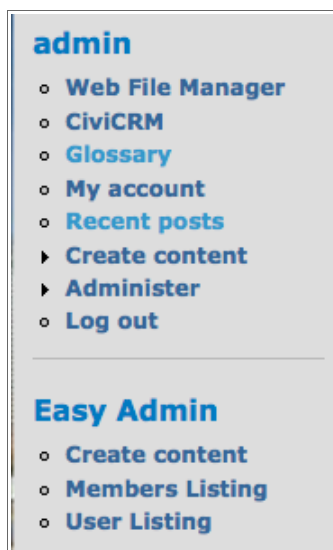 admin
Web File Manager
CiviCRM
Glossary
My account
Recent posts
Create content
Administer
Log out
Easy Admin
Create content
Members Listing
User Listing